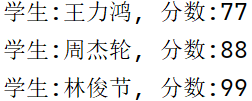 学生:王力鸿, 分数:77
学生:周杰轮, 分数:88
学生:林俊节, 分数:99